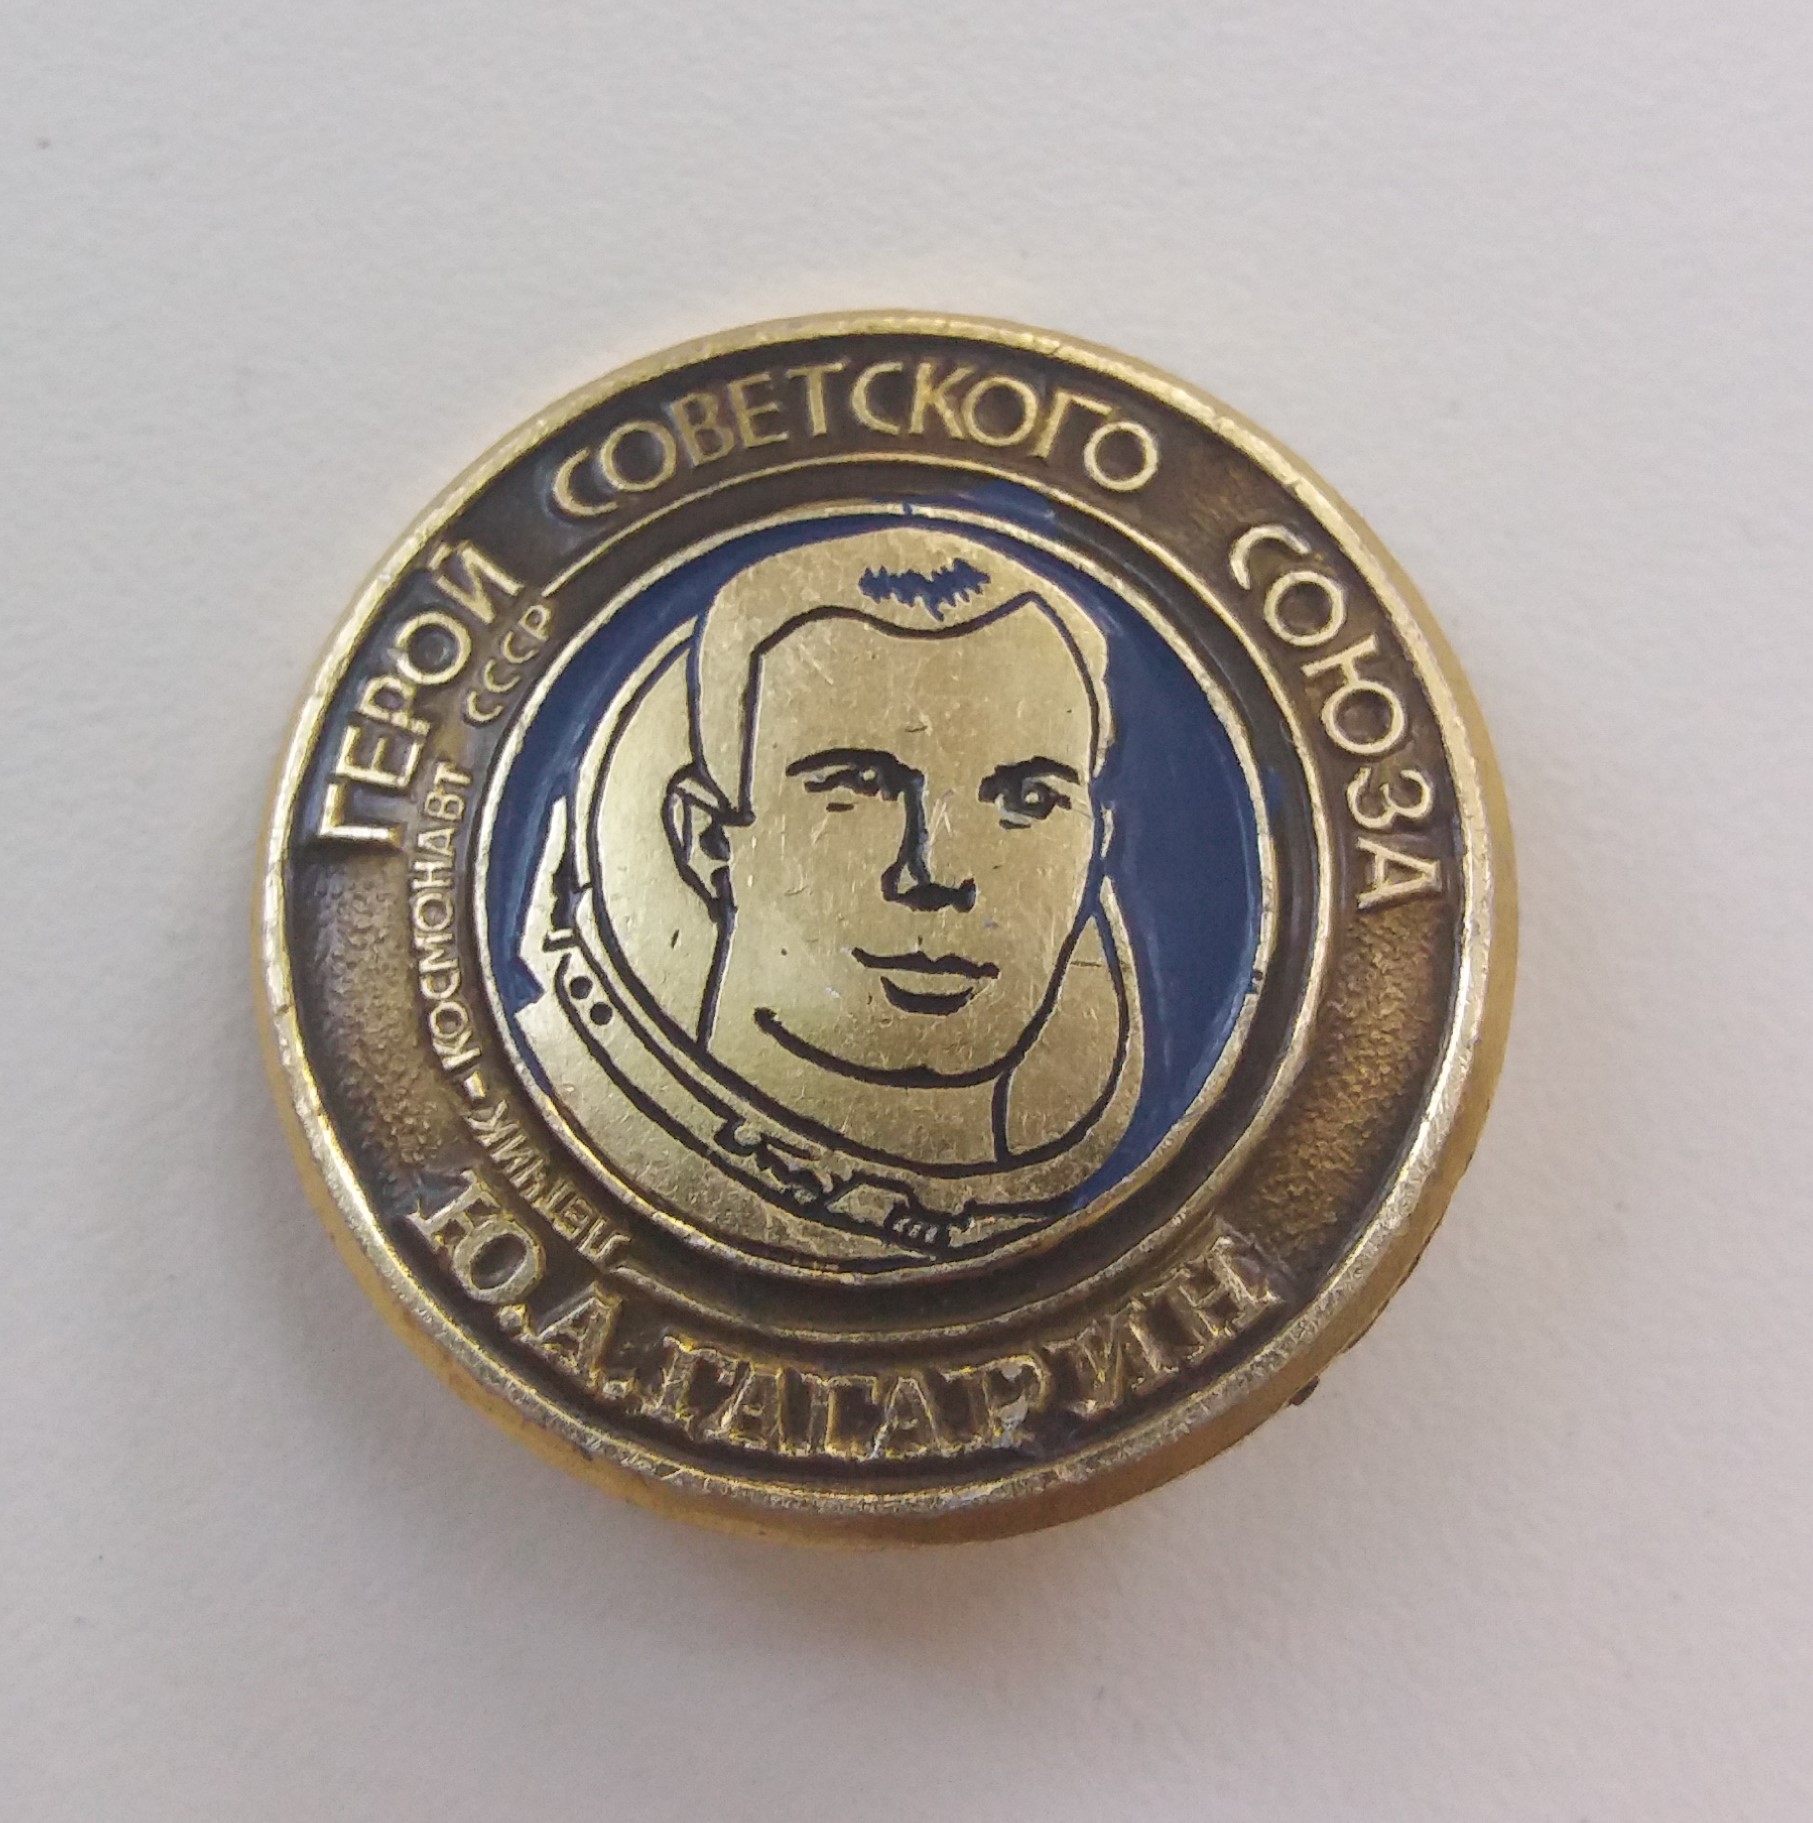 ГЕРОЙ СОВЕТСКОГО СОЮЗА
ЛЕТЧИК-КОСМОНАВТ СССР
Ю.А.ГАГАРИН